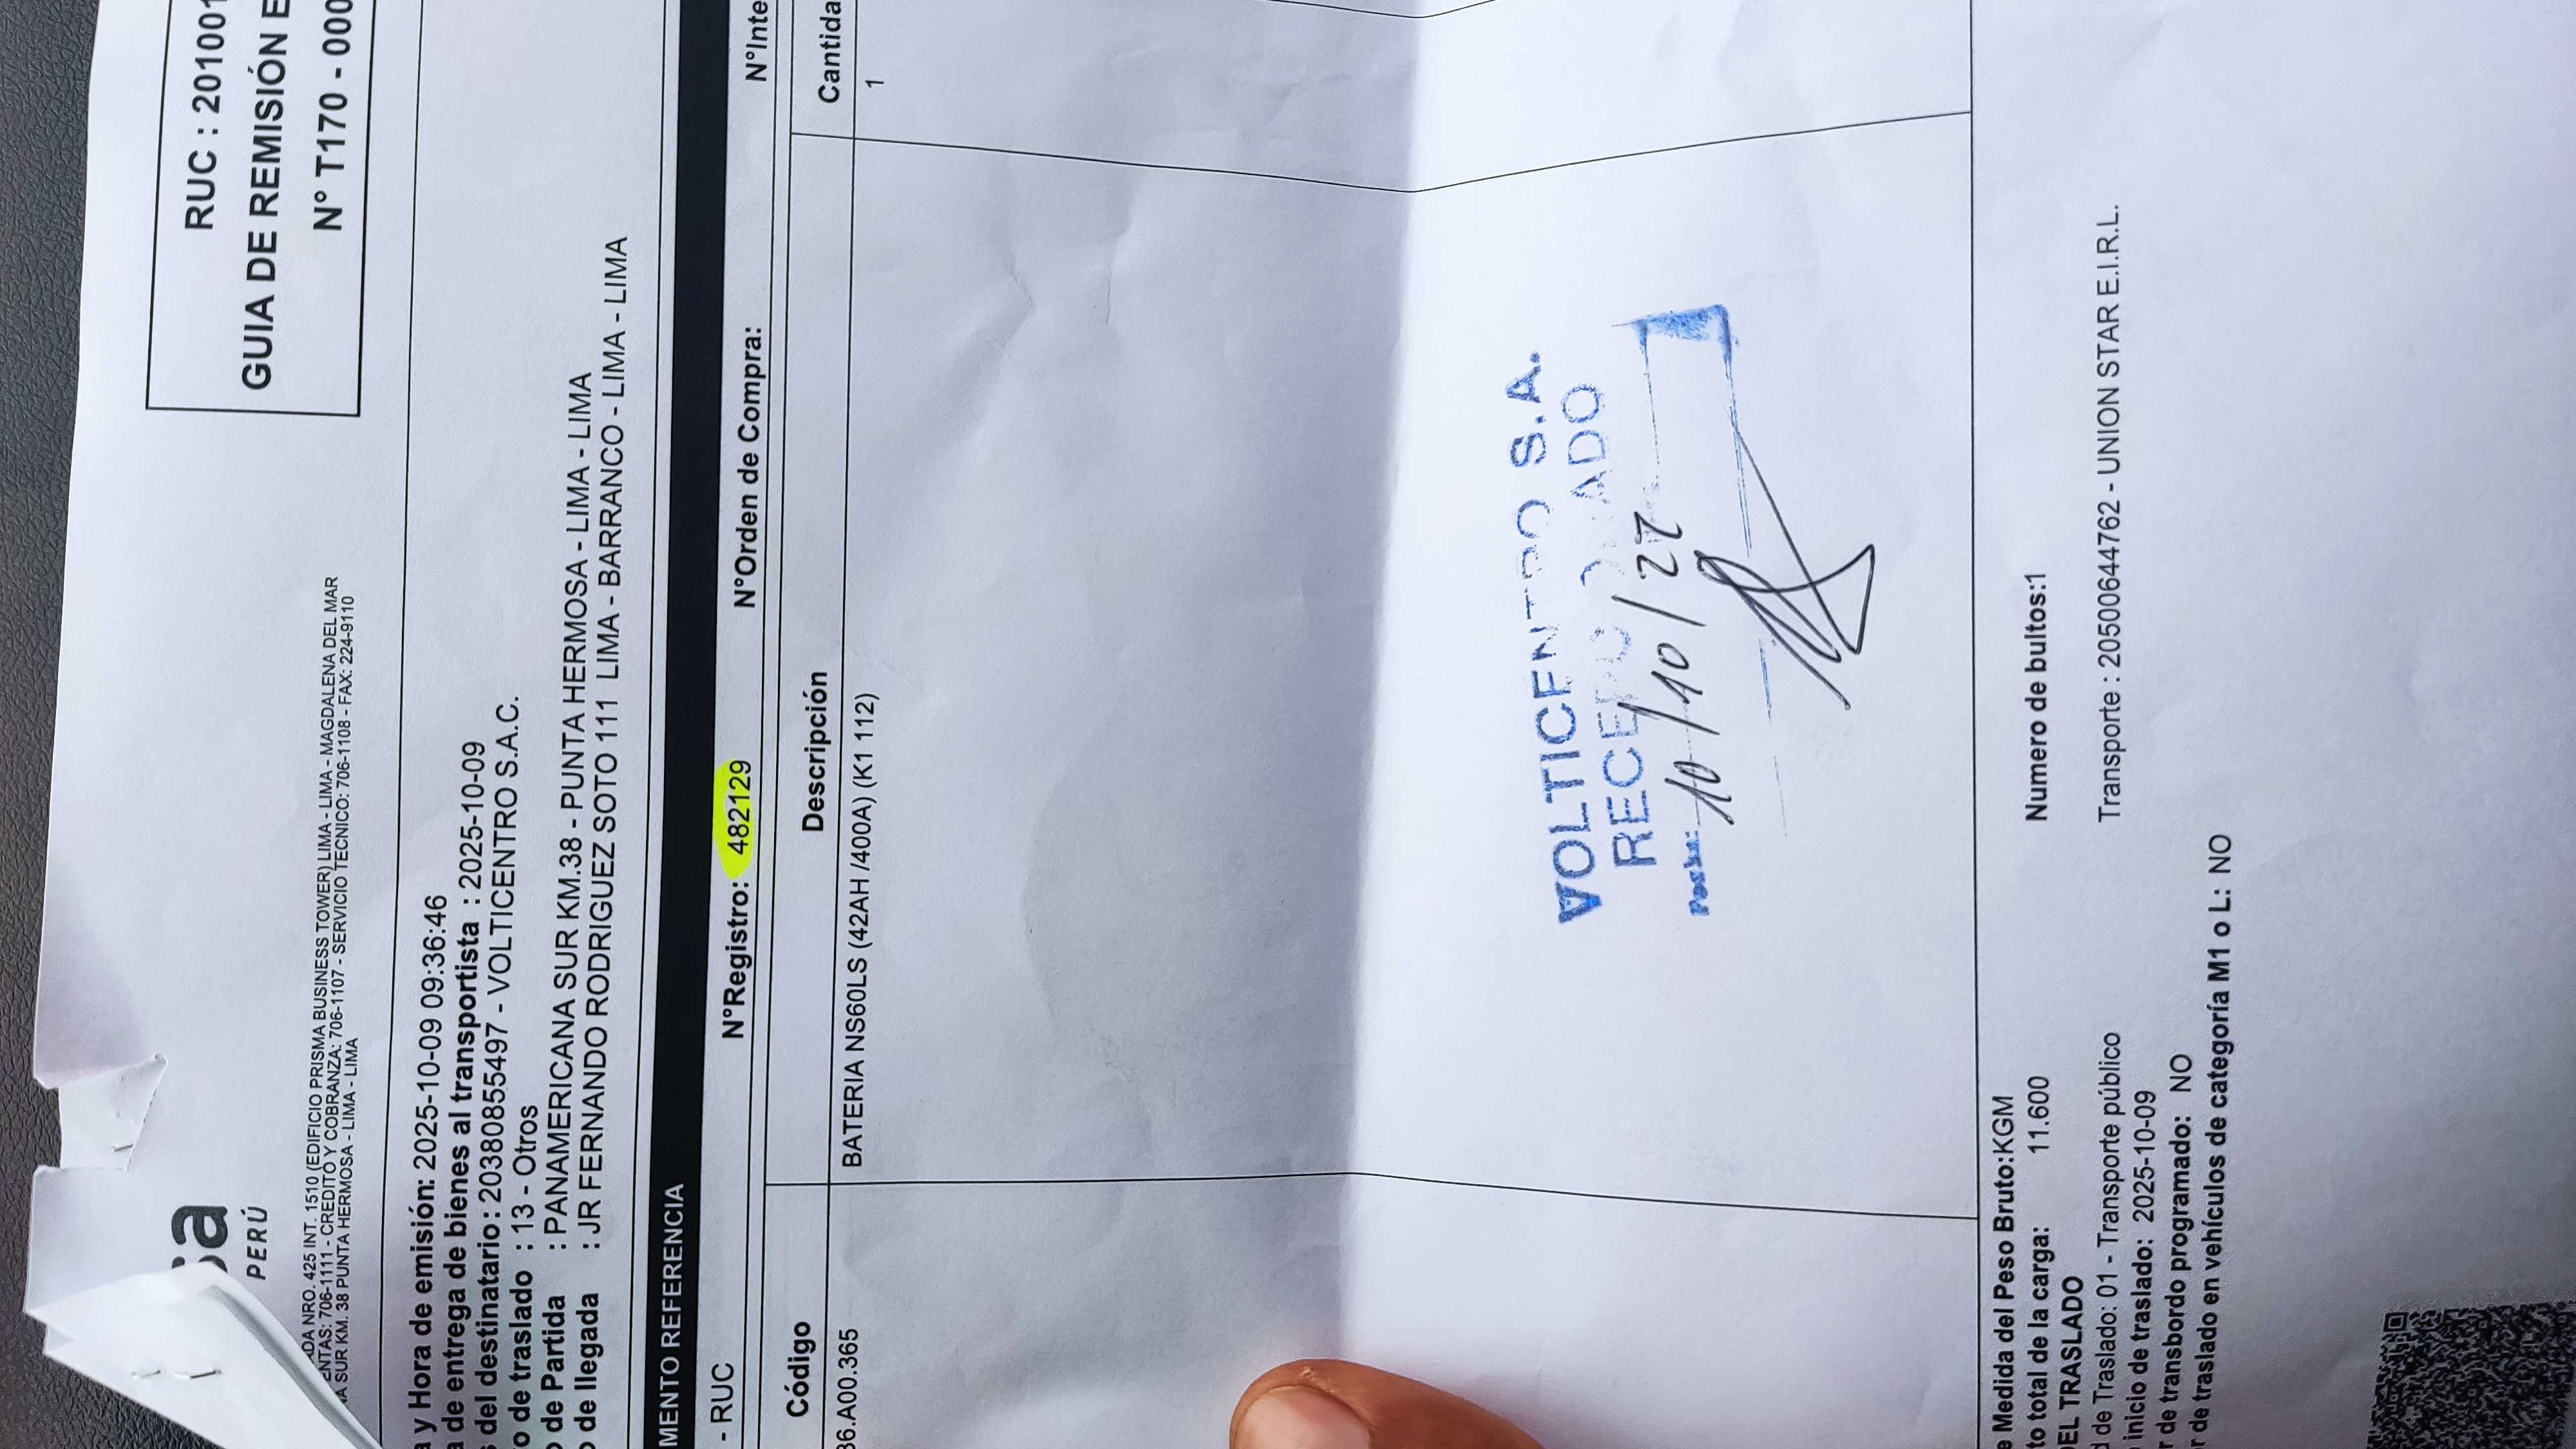 RUC : 201001
GUIA DE REMISIÓN E
N° T170 - 000
sa
PERÚ
ADA NRO. 425 INT. 1510 (EDIFICIO PRISMA BUSINESS TOWER) LIMA - LIMA - MAGDALENA DEL MAR
ENTAS: 706-1111 - CREDITO Y COBRANZA: 706-1107 - SERVICIO TECNICO: 706-1108 - FAX: 224-9110
A SUR KM. 38 PUNTA HERMOSA - LIMA - LIMA
a y Hora de emisión: 2025-10-09 09:36:46
a de entrega de bienes al transportista : 2025-10-09
s del destinatario : 20380855497 - VOLTICENTRO S.A.C.
o de traslado : 13 - Otros
o de Partida : PANAMERICANA SUR KM.38 - PUNTA HERMOSA - LIMA - LIMA
o de llegada : JR FERNANDO RODRIGUEZ SOTO 111 LIMA - BARRANCO - LIMA - LIMA
MENTO REFERENCIA
- RUC N°Registro: 482129 N°Orden de Compra: N°Inte
Código Descripción Cantida
36.A00.365 BATERIA NS60LS (42AH /400A) (K1 112) 1
VOLTICENTRO S.A.
10/10/22
e Medida del Peso Bruto:KGM
to total de la carga: 11.600 Numero de bultos:1
DEL TRASLADO
d de Traslado: 01 - Transporte público Transporte : 20500644762 - UNION STAR E.I.R.L.
inicio de traslado: 2025-10-09
r de transbordo programado: NO
r de traslado en vehículos de categoría M1 o L: NO